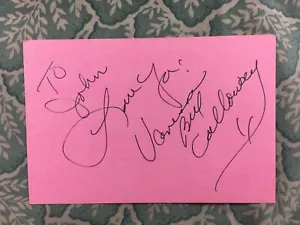 To
John
Love Ya!
Vanessa
Bell
Calloway